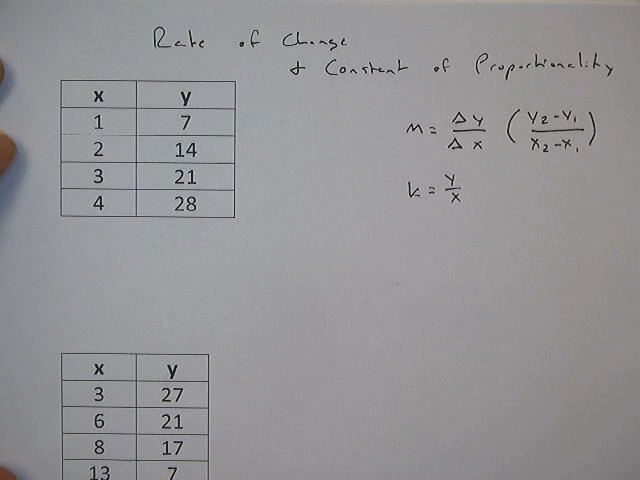 Rate of Change
& Constant of Proportionality
x y
1 7
2 14
3 21
4 28
m = Δy / Δx ( y₂-y₁ / x₂-x₁ )
k = y / x
x y
3 27
6 21
8 17
13 7